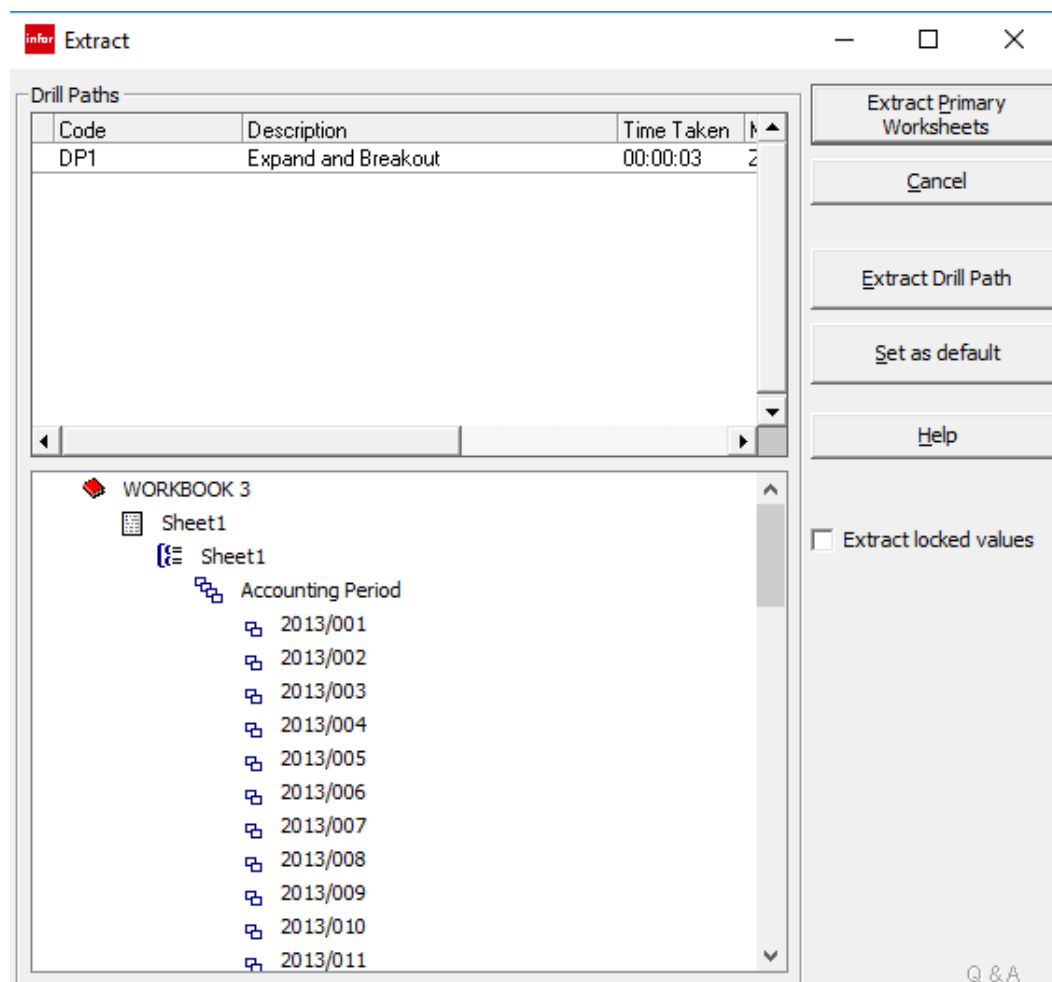 infor Extract
Drill Paths
Code Description Time Taken
DP1 Expand and Breakout 00:00:03
Extract Primary
Worksheets
Cancel
Extract Drill Path
Set as default
Help
Extract locked values
WORKBOOK 3
Sheet1
Sheet1
Accounting Period
2013/001
2013/002
2013/003
2013/004
2013/005
2013/006
2013/007
2013/008
2013/009
2013/010
2013/011
Q & A